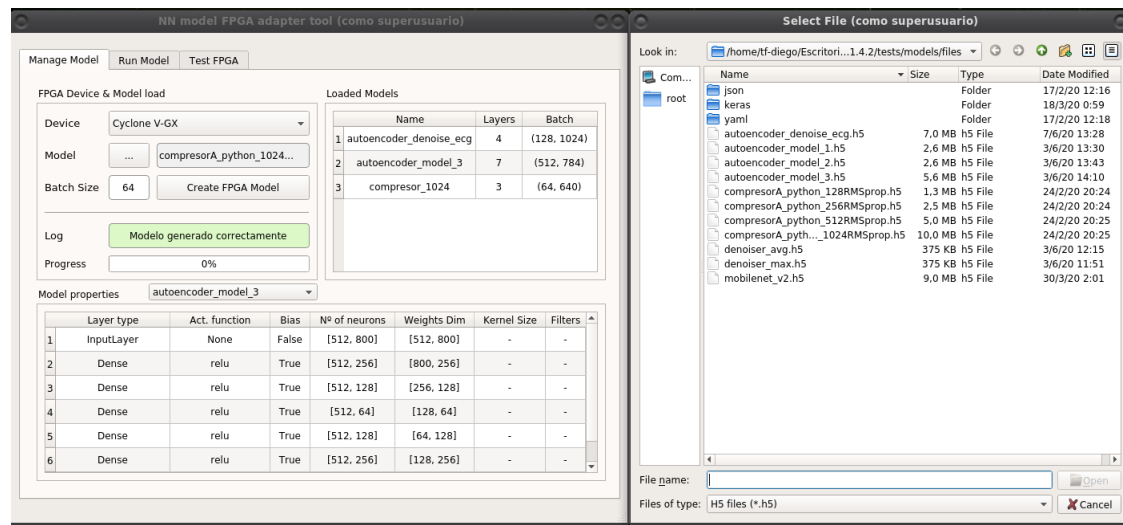 NN model FPGA adapter tool (como superusuario)
Manage Model Run Model Test FPGA
FPGA Device & Model load
Device Cyclone V-GX
Model ... compresorA_python_1024...
Batch Size 64 Create FPGA Model
Log Modelo generado correctamente
Progress 0%
Loaded Models
Name Layers Batch
1 autoencoder_denoise_ecg 4 (128, 1024)
2 autoencoder_model_3 7 (512, 784)
3 compresor_1024 3 (64, 640)
Model properties autoencoder_model_3
Layer type Act. function Bias Nº of neurons Weights Dim Kernel Size Filters
1 InputLayer None False [512, 800] [512, 800] - -
2 Dense relu True [512, 256] [800, 256] - -
3 Dense relu True [512, 128] [256, 128] - -
4 Dense relu True [512, 64] [128, 64] - -
5 Dense relu True [512, 128] [64, 128] - -
6 Dense relu True [512, 256] [128, 256] - -
Select File (como superusuario)
Look in: /home/tf-diego/Escritori...1.4.2/tests/models/files
Com...
root
Name Size Type Date Modified
json Folder 17/2/20 12:16
keras Folder 18/3/20 0:59
yaml Folder 17/2/20 12:18
autoencoder_denoise_ecg.h5 7,0 MB h5 File 7/6/20 13:28
autoencoder_model_1.h5 2,6 MB h5 File 3/6/20 13:30
autoencoder_model_2.h5 2,6 MB h5 File 3/6/20 13:43
autoencoder_model_3.h5 5,6 MB h5 File 3/6/20 14:10
compresorA_python_128RMSprop.h5 1,3 MB h5 File 24/2/20 20:24
compresorA_python_256RMSprop.h5 2,5 MB h5 File 24/2/20 20:24
compresorA_python_512RMSprop.h5 5,0 MB h5 File 24/2/20 20:25
compresorA_pyth..._1024RMSprop.h5 10,0 MB h5 File 24/2/20 20:25
denoiser_avg.h5 375 KB h5 File 3/6/20 12:15
denoiser_max.h5 375 KB h5 File 3/6/20 11:51
mobilenet_v2.h5 9,0 MB h5 File 30/3/20 2:01
File name: Open
Files of type: H5 files (*.h5) Cancel